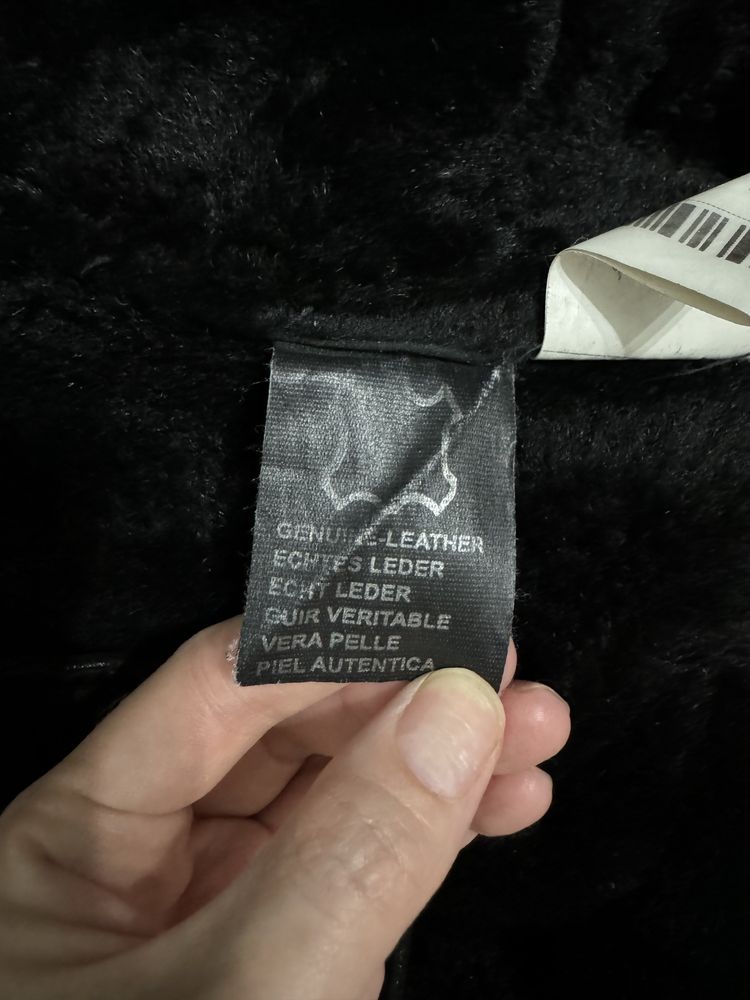 GENUINE-LEATHER
ECHTES LEDER
ECHT LEDER
CUIR VERITABLE
VERA PELLE
PIEL AUTENTICA